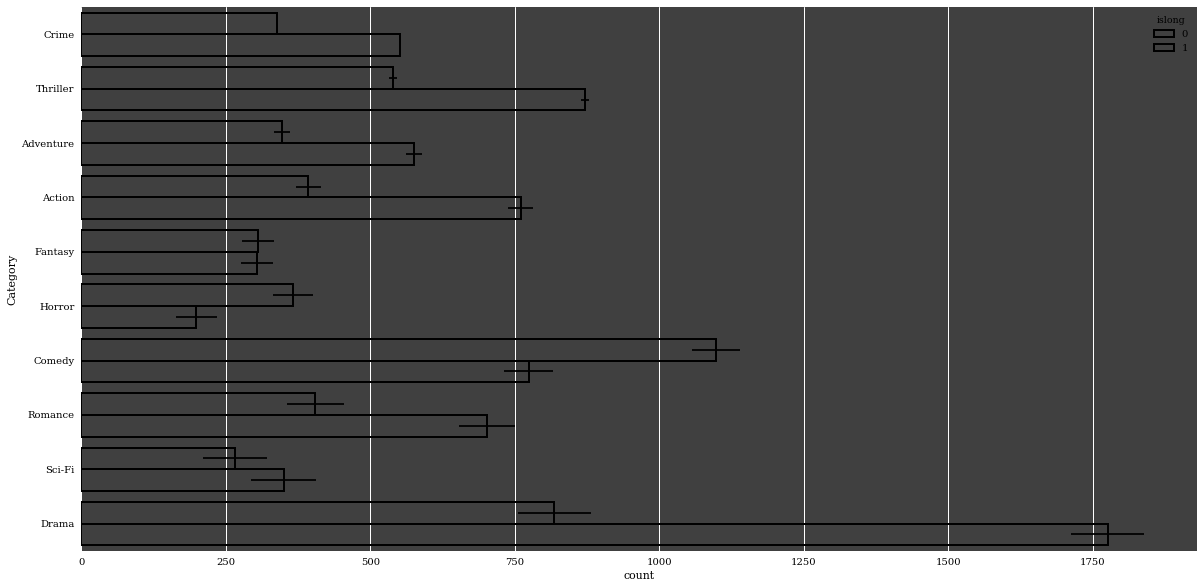 islong
0
1
Crime
Thriller
Adventure
Action
Fantasy
Horror
Comedy
Romance
Sci-Fi
Drama
Category
0 250 500 750 1000 1250 1500 1750
count